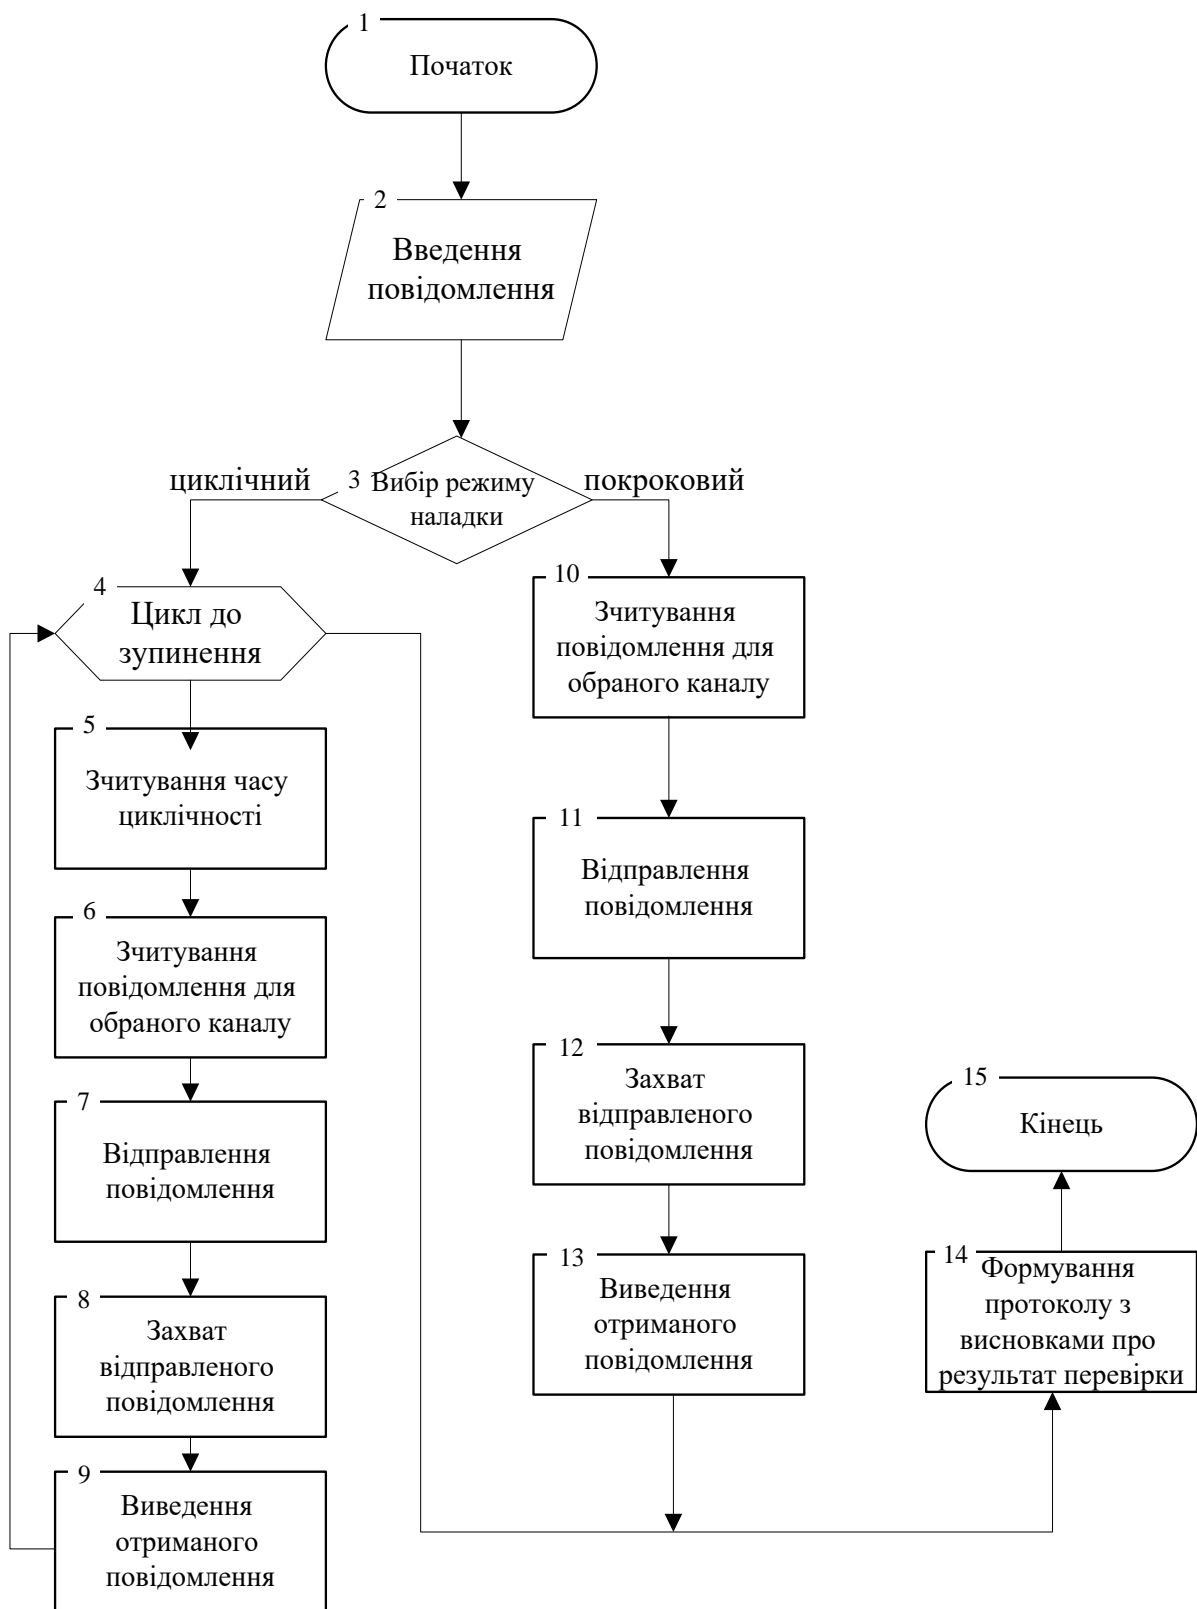 1
Початок
2
Введення
повідомлення
3
Вибір режиму
наладки
циклічний
покроковий
4
Цикл до
зупинення
5
Зчитування часу
циклічності
6
Зчитування
повідомлення для
обраного каналу
7
Відправлення
повідомлення
8
Захват
відправленого
повідомлення
9
Виведення
отриманого
повідомлення
10
Зчитування
повідомлення для
обраного каналу
11
Відправлення
повідомлення
12
Захват
відправленого
повідомлення
13
Виведення
отриманого
повідомлення
14
Формування
протоколу з
висновками про
результат перевірки
15
Кінець